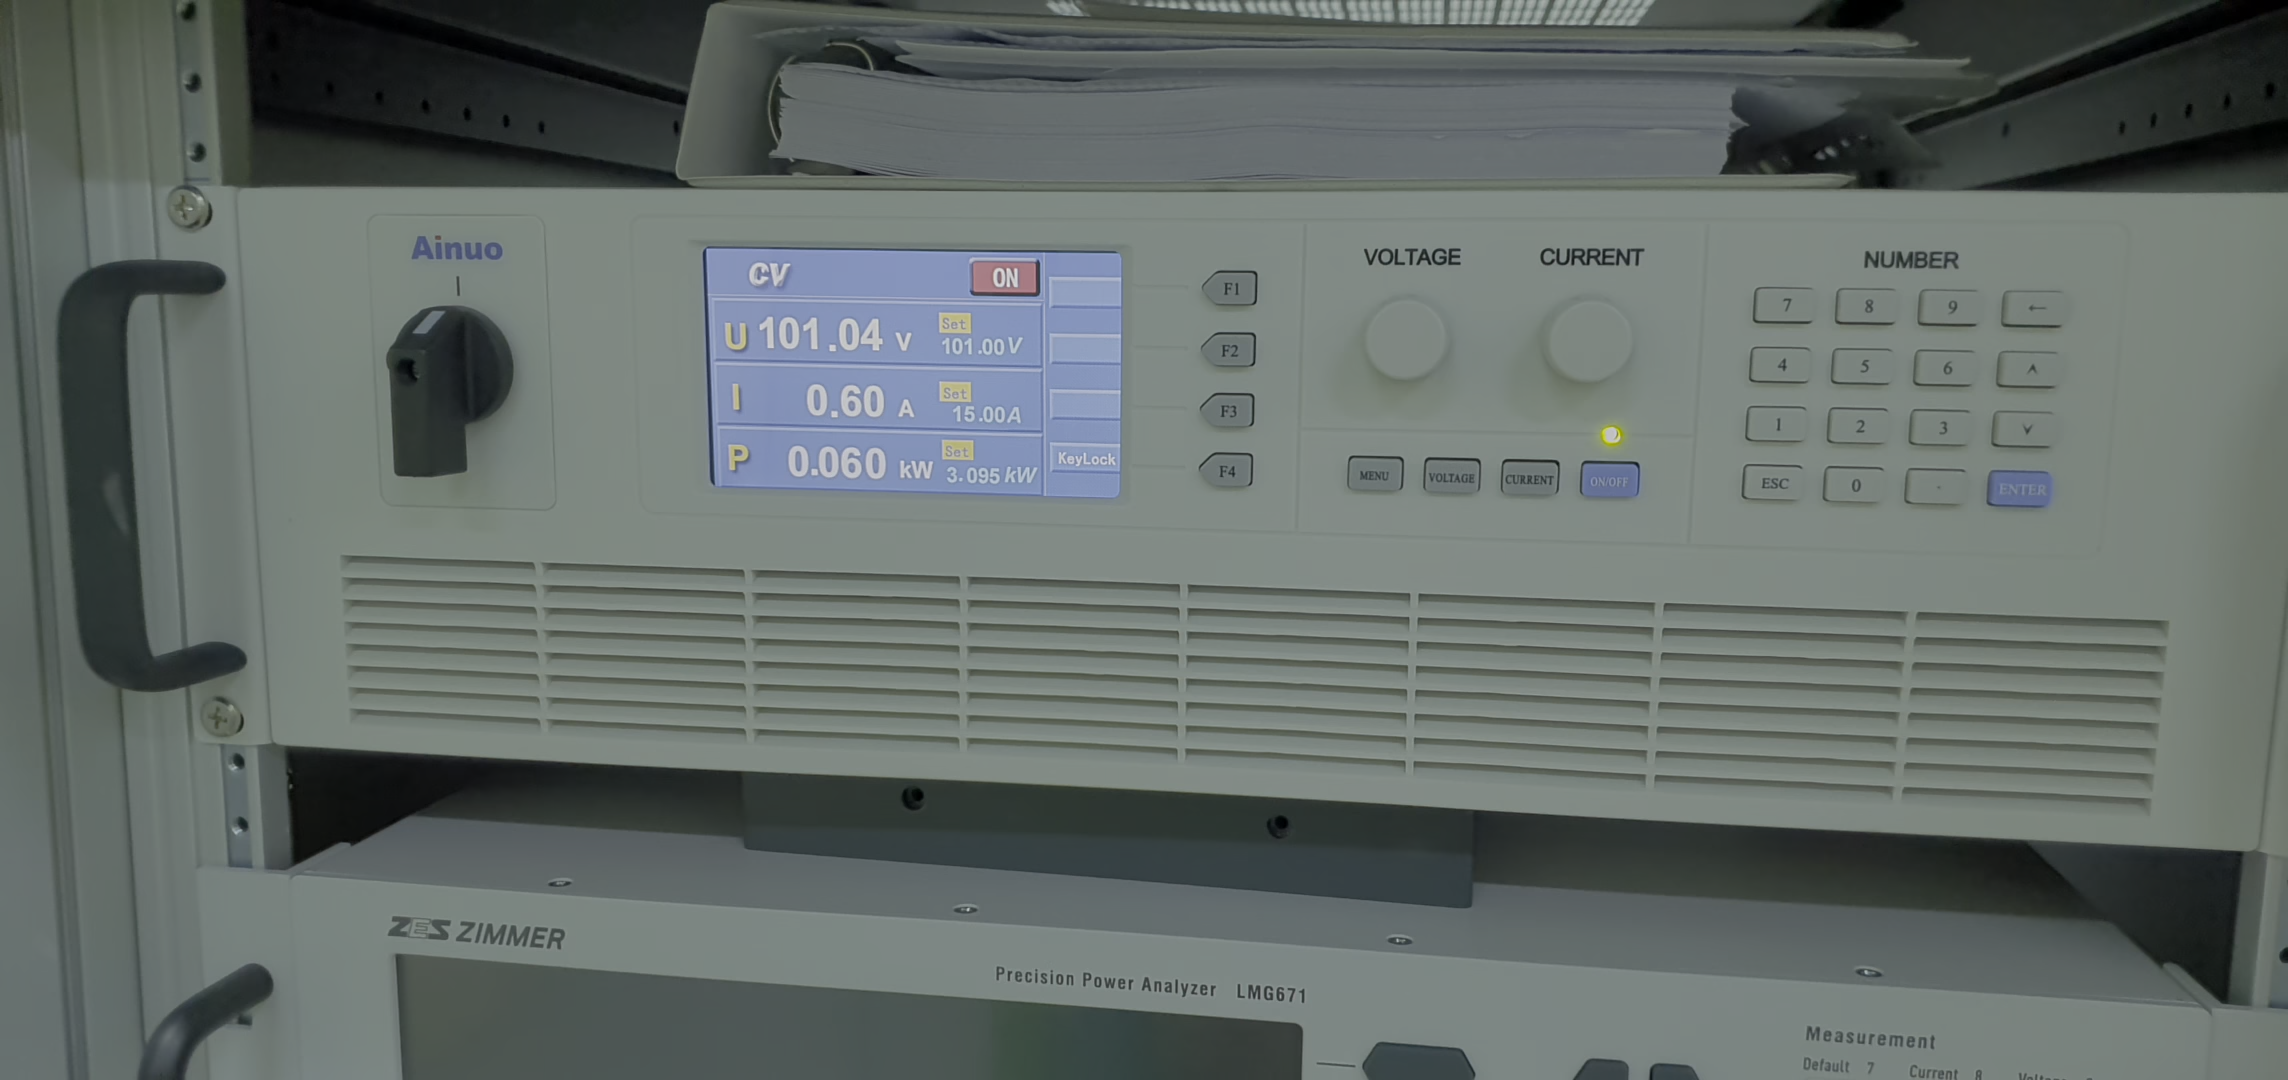 Ainuo
CV ON
U 101.04 V Set 101.00V
I 0.60 A Set 15.00A
P 0.060 kW Set 3.095kW
KeyLock
F1
F2
F3
F4
VOLTAGE CURRENT
MENU VOLTAGE CURRENT ON/OFF
NUMBER
7 8 9 ←
4 5 6 ∧
1 2 3 ∨
ESC 0 . ENTER
ZES ZIMMER
Precision Power Analyzer LMG671
Measurement
Default 7 Current 8